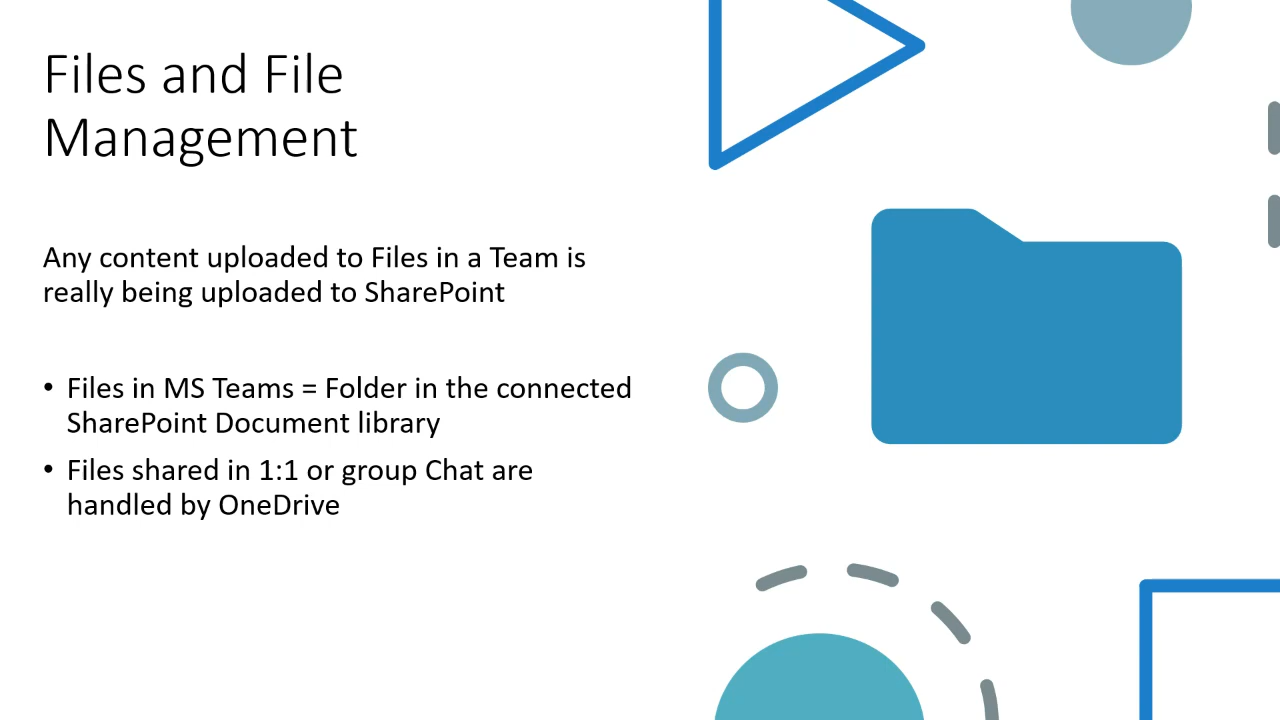 Files and File
Management
Any content uploaded to Files in a Team is
really being uploaded to SharePoint
• Files in MS Teams = Folder in the connected
SharePoint Document library
• Files shared in 1:1 or group Chat are
handled by OneDrive